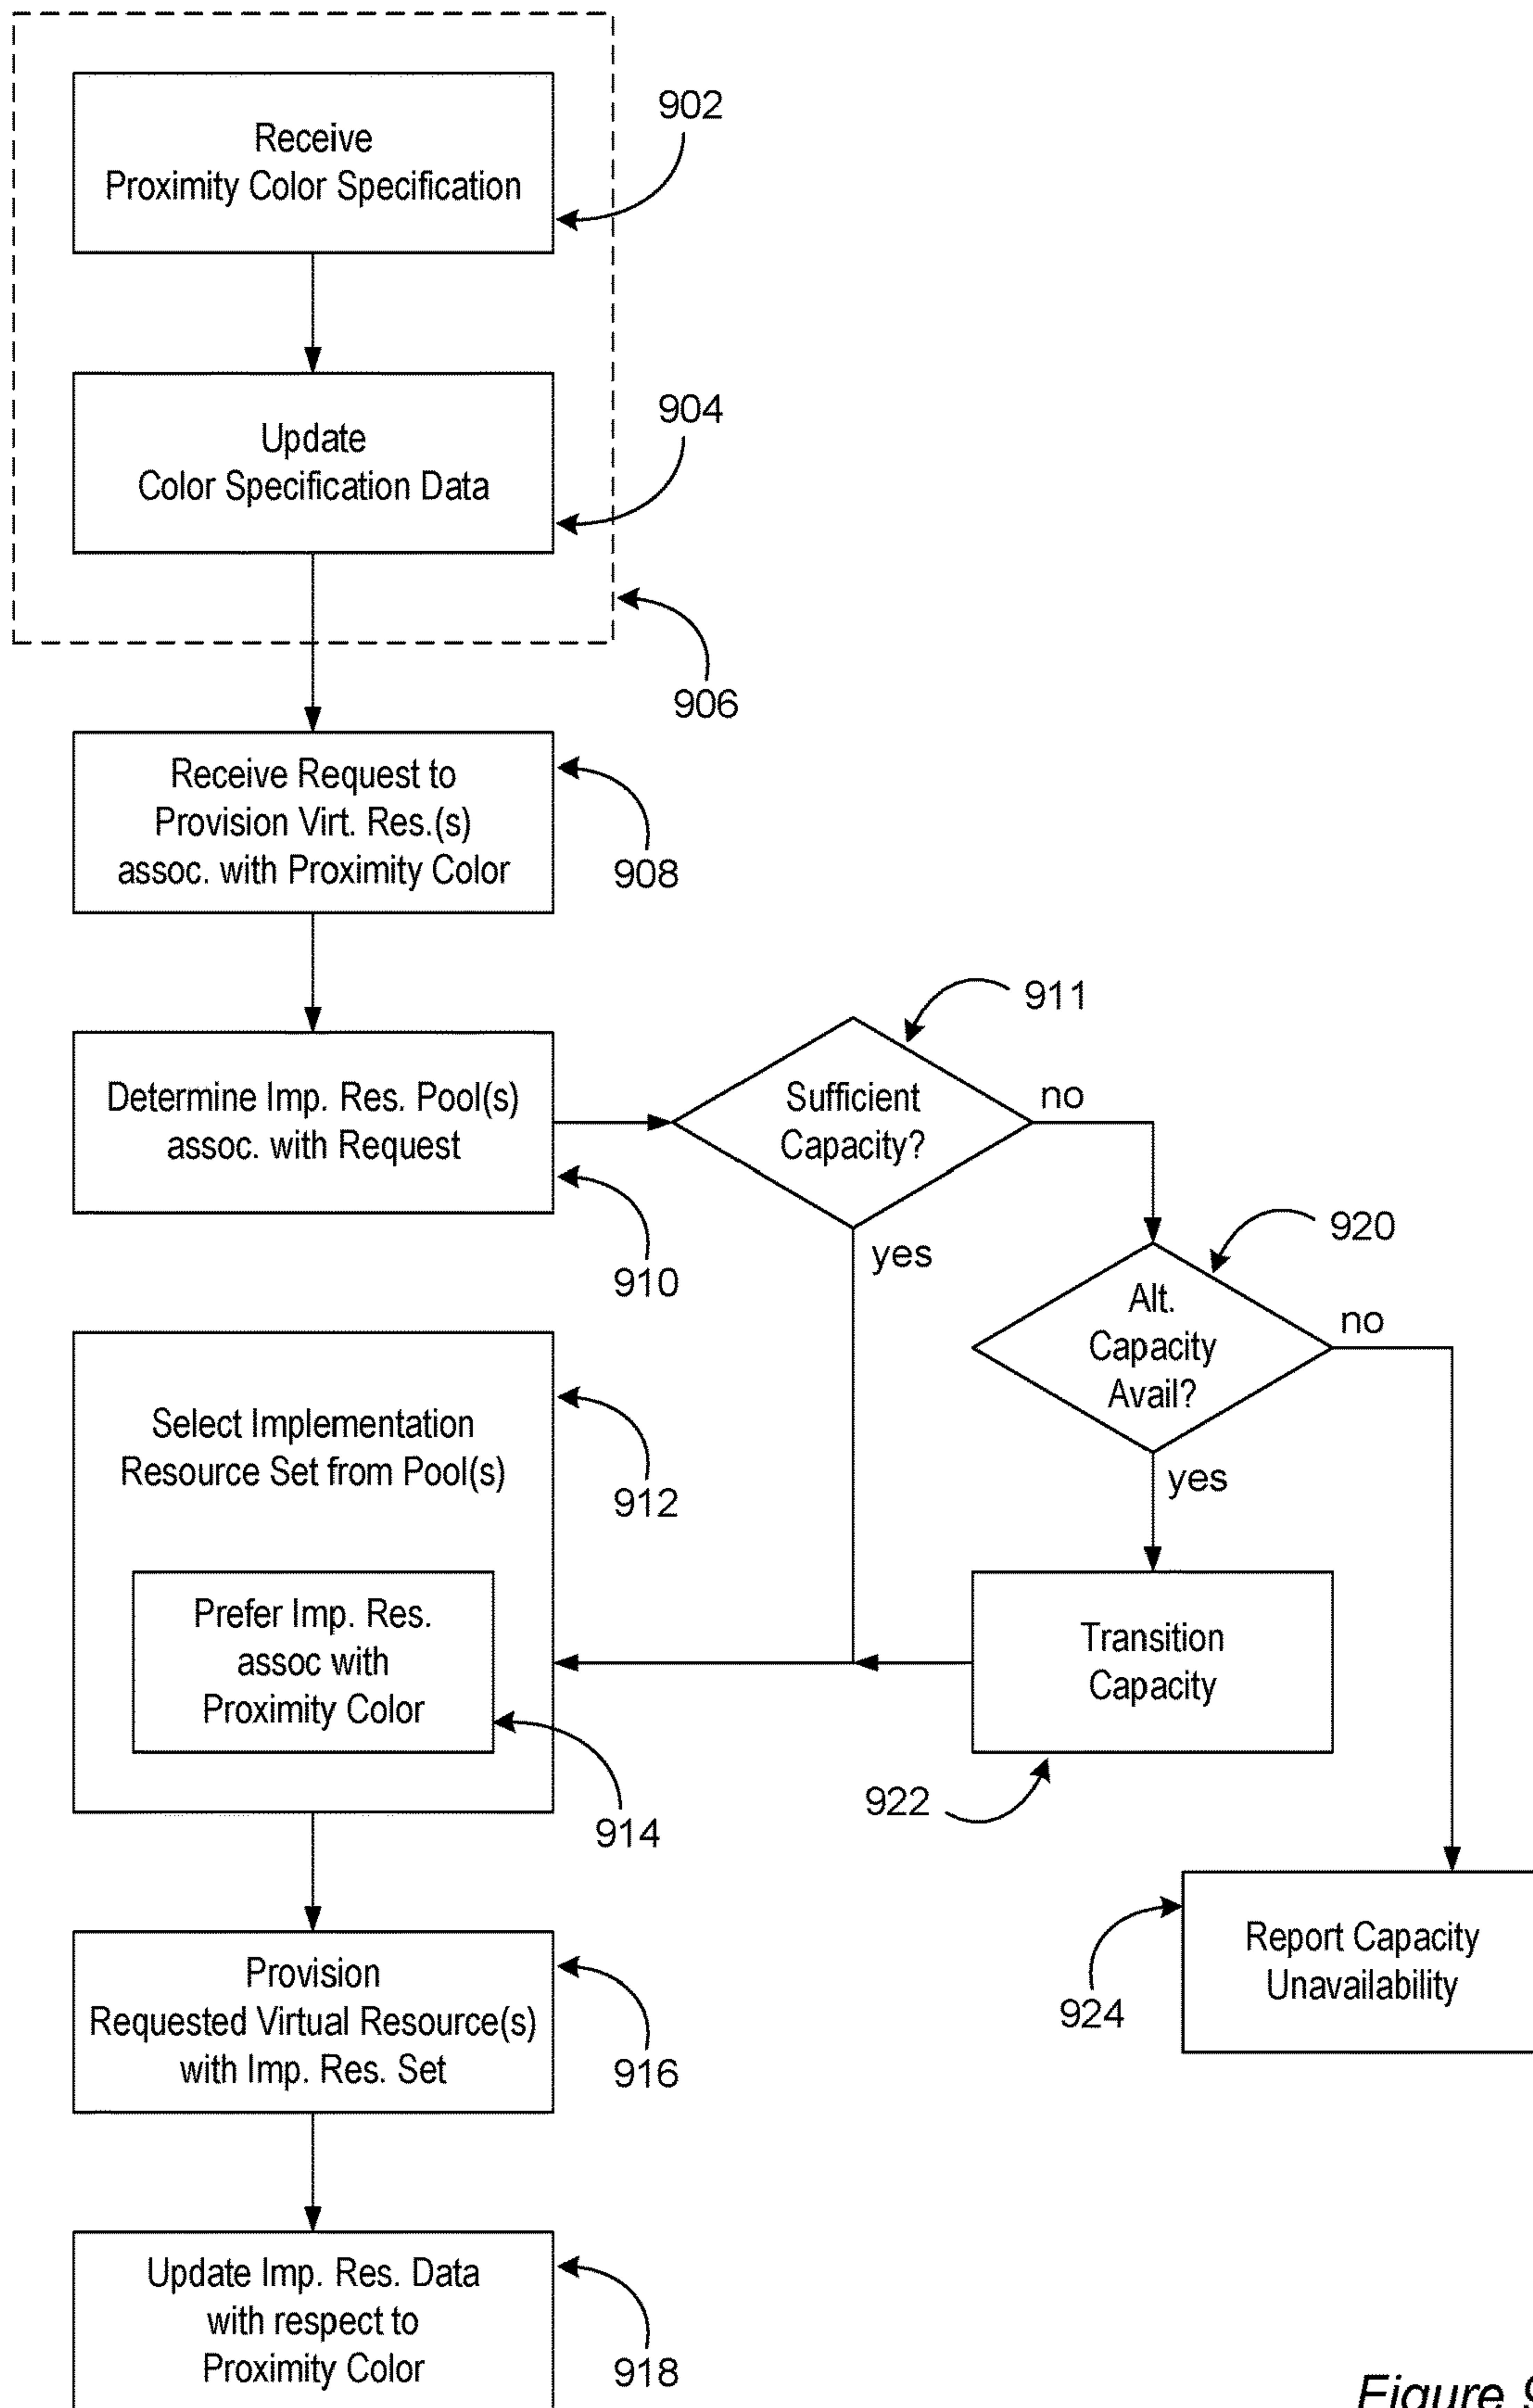 Receive
Proximity Color Specification
902
Update
Color Specification Data
904
906
Receive Request to
Provision Virt. Res.(s)
assoc. with Proximity Color
908
Determine Imp. Res. Pool(s)
assoc. with Request
910
Sufficient
Capacity?
911
no
yes
Alt.
Capacity
Avail?
920
no
yes
Select Implementation
Resource Set from Pool(s)
912
Prefer Imp. Res.
assoc with
Proximity Color
914
Transition
Capacity
922
Report Capacity
Unavailability
924
Provision
Requested Virtual Resource(s)
with Imp. Res. Set
916
Update Imp. Res. Data
with respect to
Proximity Color
918
Figure 9